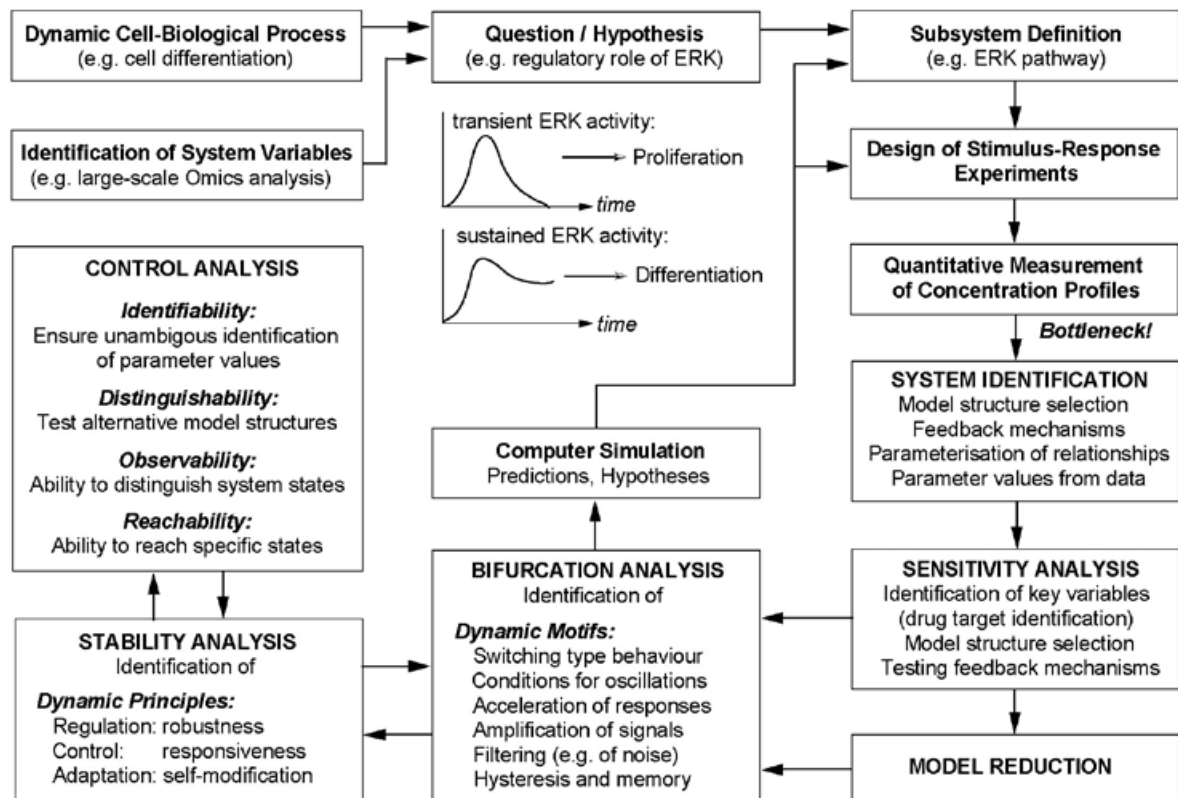 Dynamic Cell-Biological Process
(e.g. cell differentiation)
Question / Hypothesis
(e.g. regulatory role of ERK)
Subsystem Definition
(e.g. ERK pathway)
Identification of System Variables
(e.g. large-scale Omics analysis)
transient ERK activity:
Proliferation
time
sustained ERK activity:
Differentiation
time
Design of Stimulus-Response
Experiments
Quantitative Measurement
of Concentration Profiles
Bottleneck!
CONTROL ANALYSIS
Identifiability:
Ensure unambigous identification
of parameter values
Distinguishability:
Test alternative model structures
Observability:
Ability to distinguish system states
Reachability:
Ability to reach specific states
Computer Simulation
Predictions, Hypotheses
SYSTEM IDENTIFICATION
Model structure selection
Feedback mechanisms
Parameterisation of relationships
Parameter values from data
STABILITY ANALYSIS
Identification of
Dynamic Principles:
Regulation: robustness
Control: responsiveness
Adaptation: self-modification
BIFURCATION ANALYSIS
Identification of
Dynamic Motifs:
Switching type behaviour
Conditions for oscillations
Acceleration of responses
Amplification of signals
Filtering (e.g. of noise)
Hysteresis and memory
SENSITIVITY ANALYSIS
Identification of key variables
(drug target identification)
Model structure selection
Testing feedback mechanisms
MODEL REDUCTION